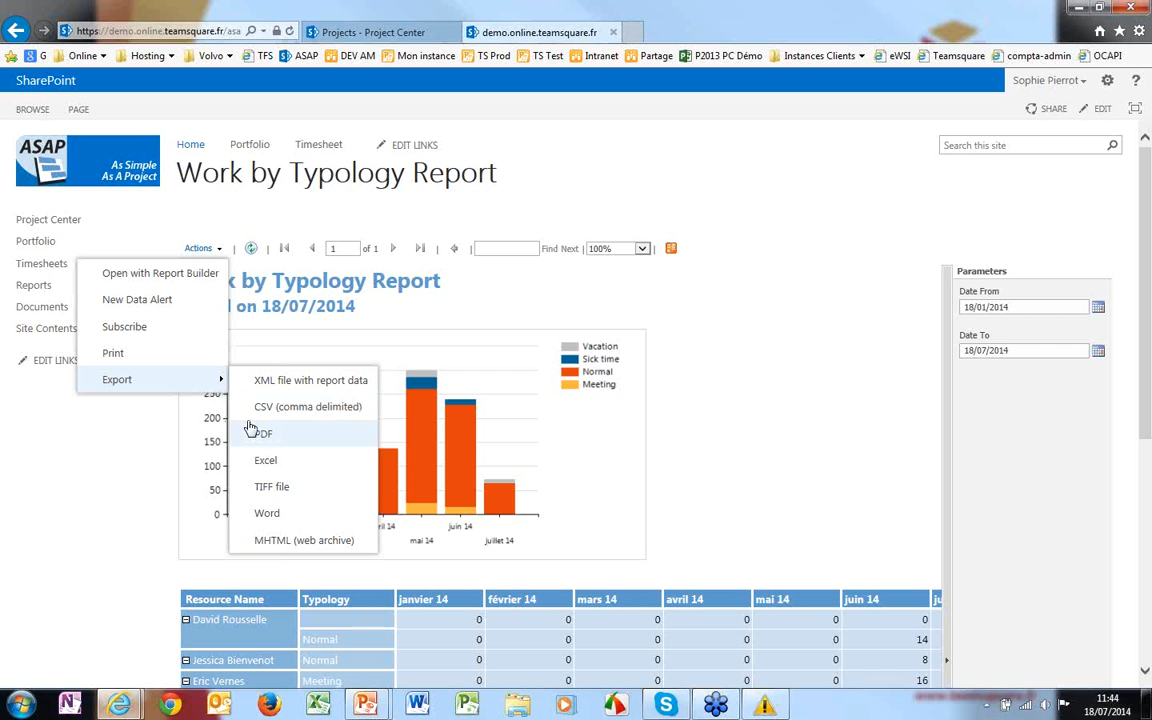 https://demo.online.teamsquare.fr/asa
Projects - Project Center
demo.online.teamsquare.fr
G
Online
Hosting
Volvo
TFS
ASAP
DEV AM
Mon instance
TS Prod
TS Test
Intranet
Partage
P2013 PC Démo
Instances Clients
eWSI
Teamsquare
compta-admin
OCAPI
SharePoint
Sophie Pierrot
?
BROWSE
PAGE
SHARE
EDIT
ASAP
As Simple
As A Project
Home
Portfolio
Timesheet
EDIT LINKS
Search this site
Work by Typology Report
Project Center
Portfolio
Timesheets
Reports
Documents
Site Contents
EDIT LINKS
Actions
1
of 1
Find Next
100%
Open with Report Builder
New Data Alert
Subscribe
Print
Export
XML file with report data
CSV (comma delimited)
PDF
Excel
TIFF file
Word
MHTML (web archive)
k by Typology Report
on 18/07/2014
Vacation
Sick time
Normal
Meeting
250
200
150
100
50
0
ril 14
juin 14
mai 14
juillet 14
Parameters
Date From
18/01/2014
Date To
18/07/2014
Resource Name
Typology
janvier 14
février 14
mars 14
avril 14
mai 14
juin 14
ju
David Rousselle
0
0
0
0
0
0
Normal
0
0
0
0
0
14
Jessica Bienvenot
Normal
0
0
0
0
0
8
Eric Vernes
Meeting
0
0
0
0
0
16
11:44
18/07/2014